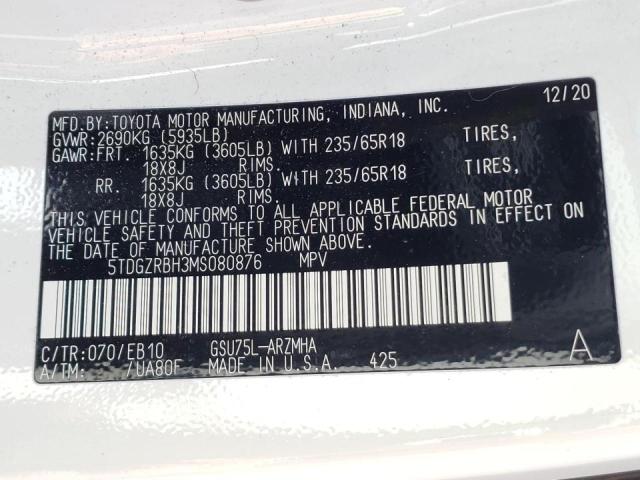 MFD.BY:TOYOTA MOTOR MANUFACTURING, INDIANA, INC. 12/20
GVWR:2690KG (5935LB)
GAWR:FRT. 1635KG (3605LB) WITH 235/65R18 TIRES,
18X8J RIMS.
RR. 1635KG (3605LB) WITH 235/65R18 TIRES,
18X8J RIMS.
THIS VEHICLE CONFORMS TO ALL APPLICABLE FEDERAL MOTOR
VEHICLE SAFETY AND THEFT PREVENTION STANDARDS IN EFFECT ON
THE DATE OF MANUFACTURE SHOWN ABOVE.
5TDGZRBH3MS080876 MPV
C/TR:070/EB10 GSU75L-ARZMHA A
A/TM: /UA80F MADE IN U.S.A. 425